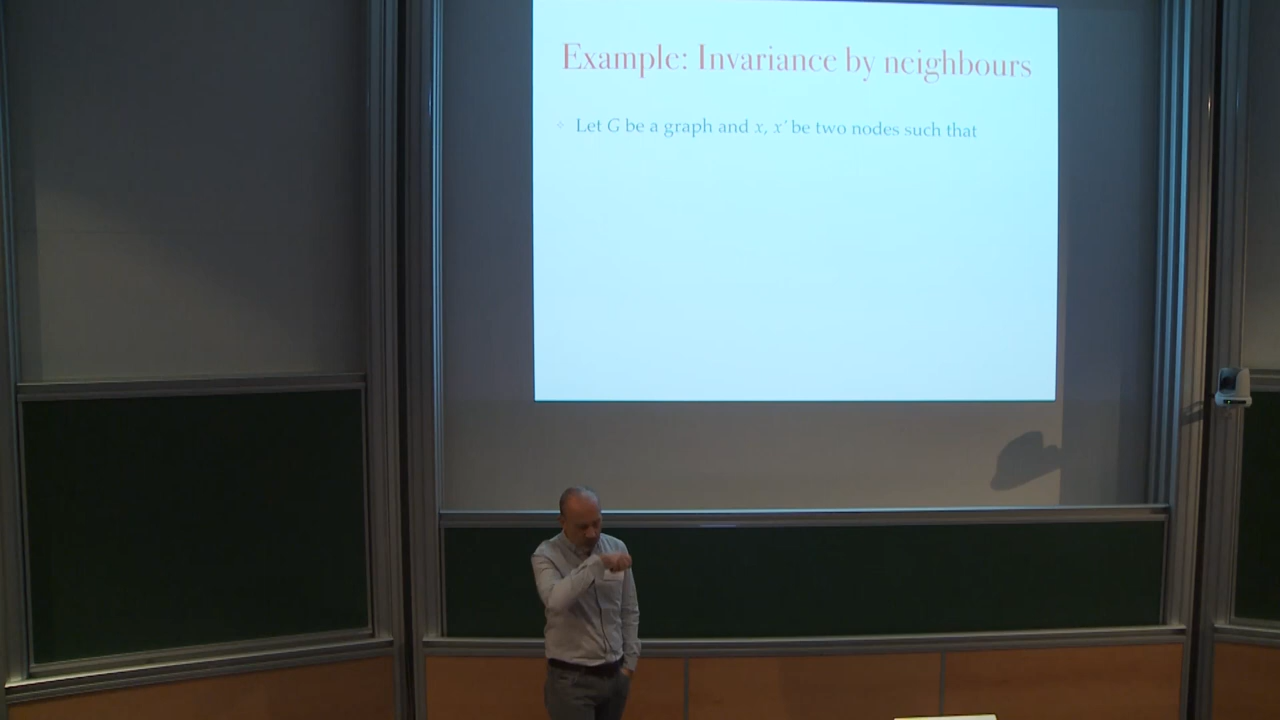 Example: Invariance by neighbours
Let G be a graph and x, x′ be two nodes such that